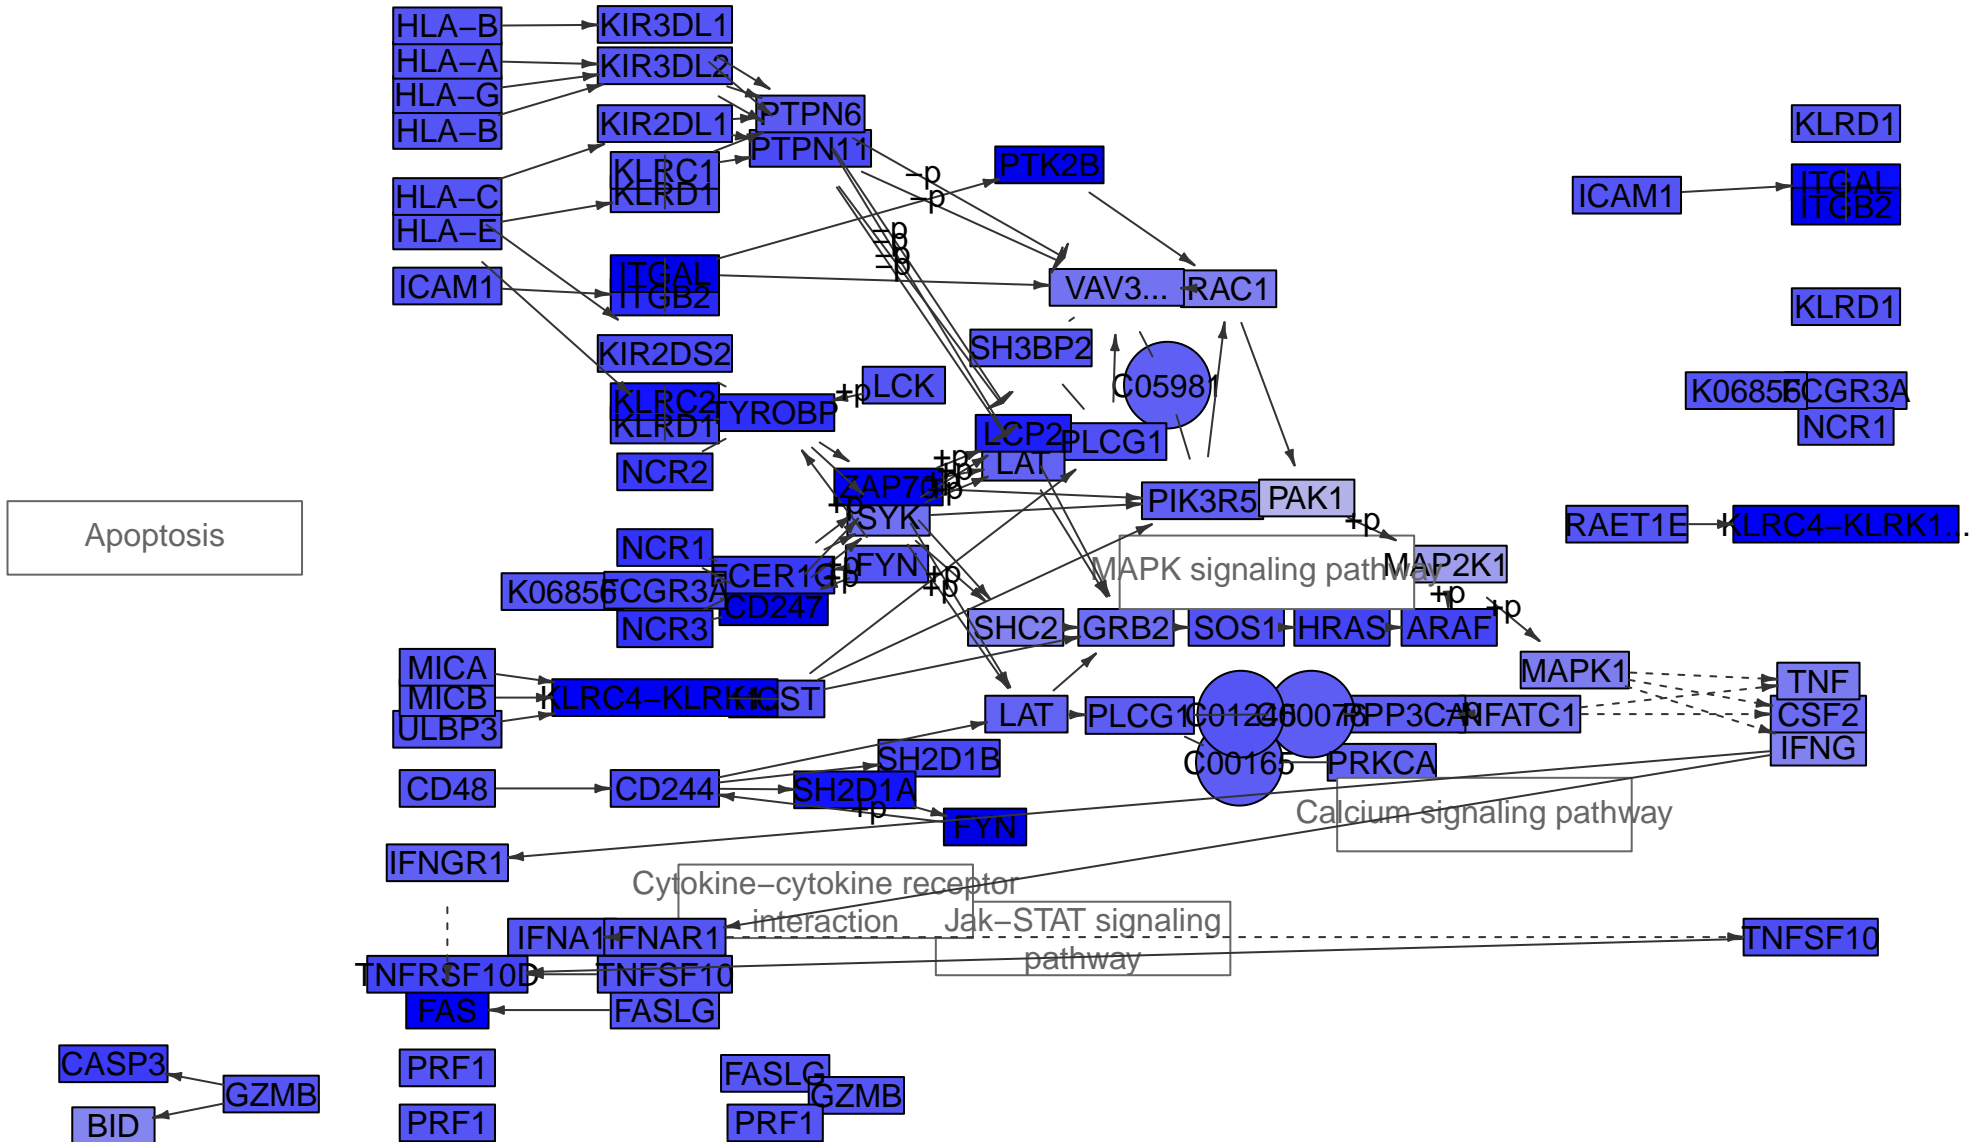 HLA−B
KIR3DL1
HLA−A
KIR3DL2
HLA−G
HLA−B
PTPN6
KIR2DL1
KLRD1
PTPN11
PTK2B
KLRC1
−p
ITGAL
HLA−C
KLRD1
−p
ICAM1
ITGB2
HLA−E
−p
−p
−p
−p
ITGAL
ICAM1
ITGB2
VAV3...
RAC1
KLRD1
KIR2DS2
SH3BP2
LCK
C05981
+p
KLRC2
TYROBP
K06856
FCGR3A
KLRD1
LCP2
PLCG1
NCR1
NCR2
LAT
+p
+p
+p
+p
ZAP70
PIK3R5
PAK1
+p
SYK
+p
Apoptosis
RAET1E
KLRC4−KLRK1...
NCR1
FCER1G
+p
+p
FYN
+p
+p
MAPK signaling pathway
MAP2K1
K06856
FCGR3A
CD247
+p
+p
NCR3
SHC2
GRB2
SOS1
HRAS
ARAF
MICA
MAPK1
TNF
MICB
KLRC4−KLRK1
HCST
ULBP3
LAT
PLCG1
C01245
C00076
PPP3CA
NFATC1
CSF2
IFNG
SH2D1B
C00165
PRKCA
CD48
CD244
SH2D1A
+p
FYN
Calcium signaling pathway
IFNGR1
Cytokine−cytokine receptor
interaction
Jak−STAT signaling
pathway
IFNA1
IFNAR1
TNFSF10
TNFRSF10D
TNFSF10
FAS
FASLG
CASP3
PRF1
FASLG
GZMB
GZMB
BID
PRF1
PRF1